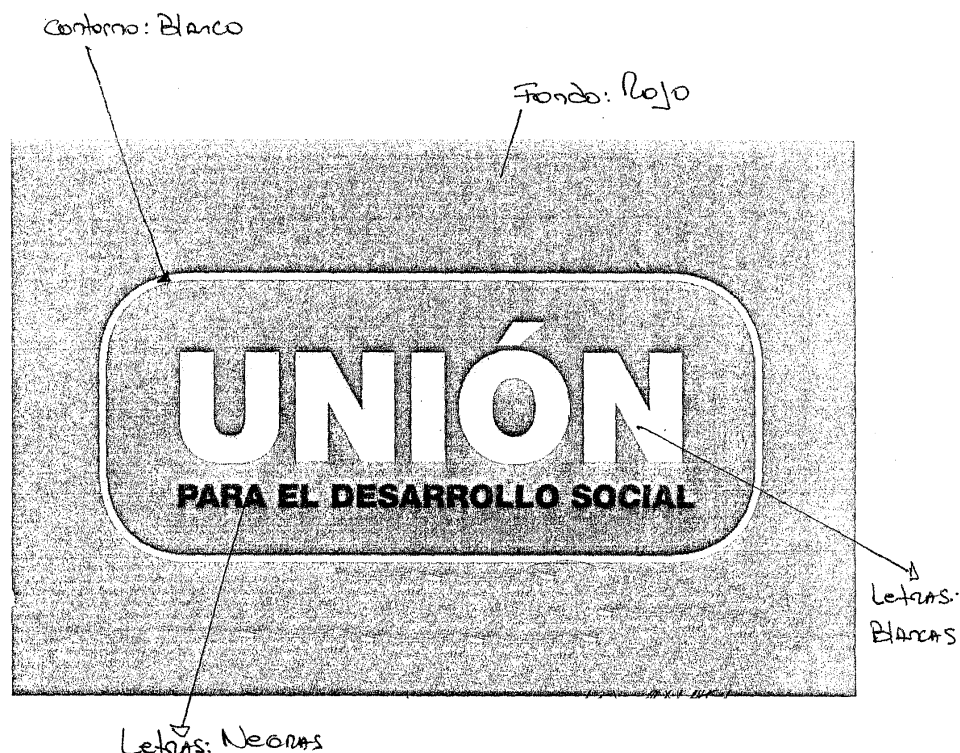 Contorno: Blanco
Fondo: Rojo
UNIÓN
PARA EL DESARROLLO SOCIAL
Letras:
Blancas
Letras: Negras